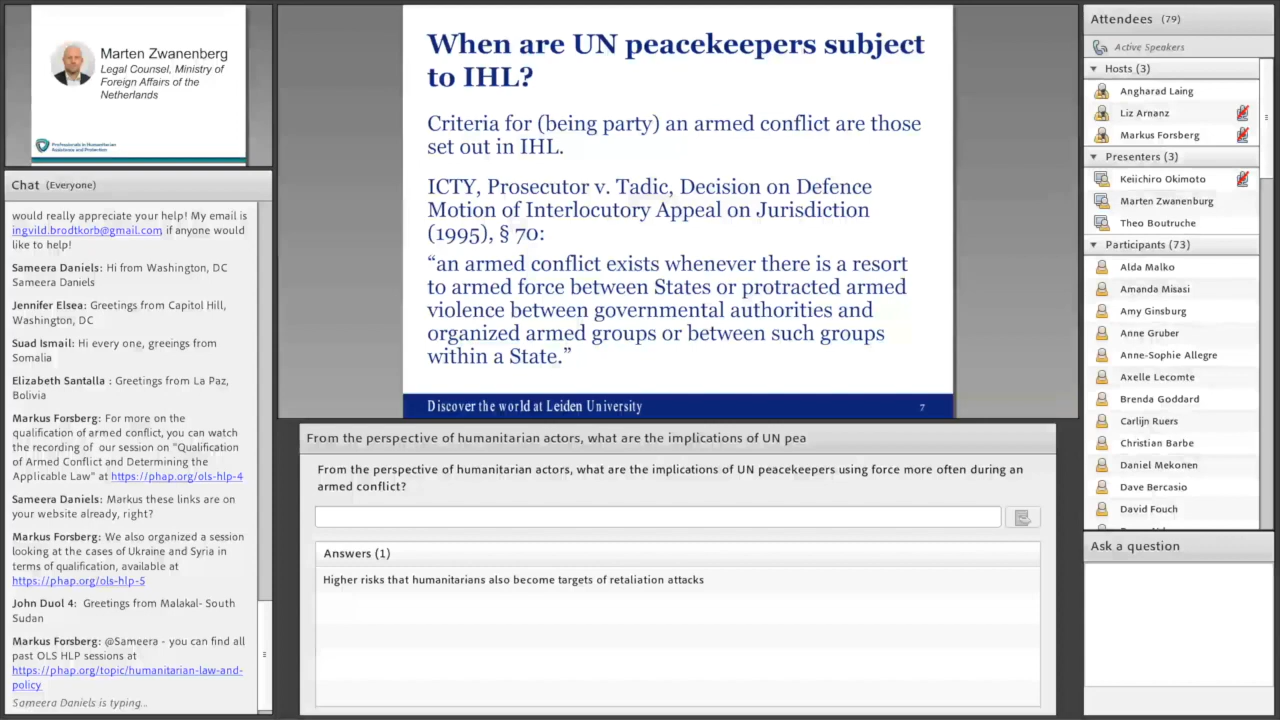 Marten Zwanenberg
Legal Counsel, Ministry of
Foreign Affairs of the
Netherlands
Professionals in Humanitarian
Assistance and Protection
Chat (Everyone)
would really appreciate your help! My email is
ingvild.brodtkorb@gmail.com if anyone would
like to help!
Sameera Daniels: Hi from Washington, DC
Sameera Daniels
Jennifer Elsea: Greetings from Capitol Hill,
Washington, DC
Suad Ismail: Hi every one, greeings from
Somalia
Elizabeth Santalla : Greetings from La Paz,
Bolivia
Markus Forsberg: For more on the
qualification of armed conflict, you can watch
the recording of our session on "Qualification
of Armed Conflict and Determining the
Applicable Law" at https://phap.org/ols-hlp-4
Sameera Daniels: Markus these links are on
your website already, right?
Markus Forsberg: We also organized a session
looking at the cases of Ukraine and Syria in
terms of qualification, available at
https://phap.org/ols-hlp-5
John Duol 4: Greetings from Malakal- South
Sudan
Markus Forsberg: @Sameera - you can find all
past OLS HLP sessions at
https://phap.org/topic/humanitarian-law-and-
policy
Sameera Daniels is typing...
When are UN peacekeepers subject
to IHL?
Criteria for (being party) an armed conflict are those
set out in IHL.
ICTY, Prosecutor v. Tadic, Decision on Defence
Motion of Interlocutory Appeal on Jurisdiction
(1995), § 70:
“an armed conflict exists whenever there is a resort
to armed force between States or protracted armed
violence between governmental authorities and
organized armed groups or between such groups
within a State.”
Discover the world at Leiden University
7
From the perspective of humanitarian actors, what are the implications of UN pea
From the perspective of humanitarian actors, what are the implications of UN peacekeepers using force more often during an
armed conflict?
Answers (1)
Higher risks that humanitarians also become targets of retaliation attacks
Attendees (79)
Active Speakers
Hosts (3)
Angharad Laing
Liz Arnanz
Markus Forsberg
Presenters (3)
Keiichiro Okimoto
Marten Zwanenburg
Theo Boutruche
Participants (73)
Alda Malko
Amanda Misasi
Amy Ginsburg
Anne Gruber
Anne-Sophie Allegre
Axelle Lecomte
Brenda Goddard
Carlijn Ruers
Christian Barbe
Daniel Mekonen
Dave Bercasio
David Fouch
Ask a question